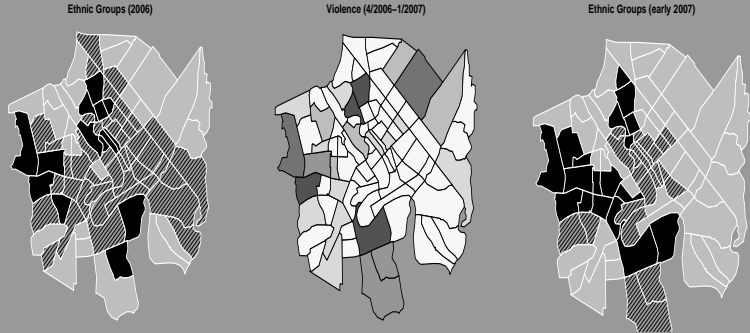 Ethnic Groups (2006)
Violence (4/2006–1/2007)
Ethnic Groups (early 2007)